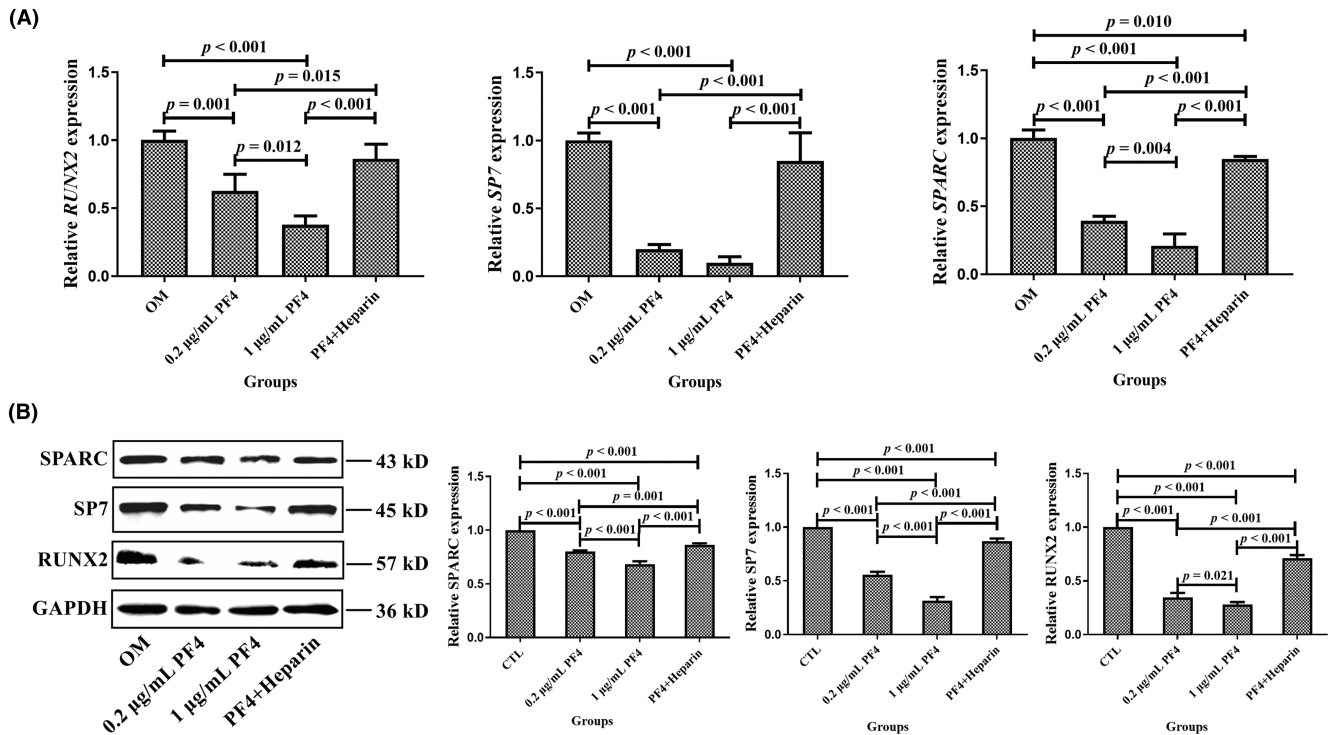 (A)
p < 0.001
p = 0.015
p = 0.001
p < 0.001
p = 0.012
1.5
1.0
0.5
0.0
Relative RUNX2 expression
OM
0.2 µg/mL PF4
1 µg/mL PF4
PF4+Heparin
Groups
p < 0.001
p < 0.001
p < 0.001
p < 0.001
1.5
1.0
0.5
0.0
Relative SP7 expression
OM
0.2 µg/mL PF4
1 µg/mL PF4
PF4+Heparin
Groups
p = 0.010
p < 0.001
p < 0.001
p < 0.001
p < 0.001
p = 0.004
1.5
1.0
0.5
0.0
Relative SPARC expression
OM
0.2 µg/mL PF4
1 µg/mL PF4
PF4+Heparin
Groups
(B)
SPARC 43 kD
SP7 45 kD
RUNX2 57 kD
GAPDH 36 kD
OM
0.2 µg/mL PF4
1 µg/mL PF4
PF4+Heparin
p < 0.001
p < 0.001
p = 0.001
p < 0.001
p < 0.001
p < 0.001
1.5
1.0
0.5
0.0
Relative SPARC expression
CTL
0.2 µg/mL PF4
1 µg/mL PF4
PF4+Heparin
Groups
p < 0.001
p < 0.001
p < 0.001
p < 0.001
p < 0.001
p < 0.001
1.5
1.0
0.5
0.0
Relative SP7 expression
CTL
0.2 µg/mL PF4
1 µg/mL PF4
PF4+Heparin
Groups
p < 0.001
p < 0.001
p < 0.001
p < 0.001
p < 0.001
p = 0.021
1.5
1.0
0.5
0.0
Relative RUNX2 expression
CTL
0.2 µg/mL PF4
1 µg/mL PF4
PF4+Heparin
Groups